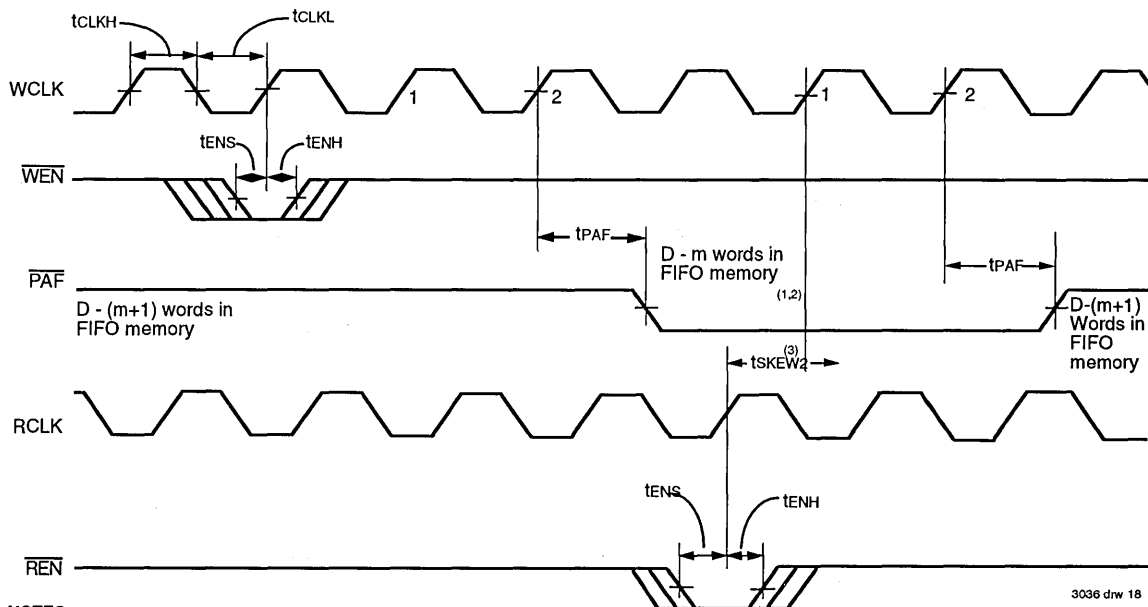 tCLKH
tCLKL
WCLK
1
2
1
2
tENS
tENH
WEN
tPAF
D - m words in
FIFO memory
(1,2)
tPAF
PAF
D - (m+1) words in
FIFO memory
D-(m+1)
Words in
FIFO
memory
(3)
tSKEW2
RCLK
tENS
tENH
REN
3036 drw 18